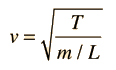 v = √(T / (m / L))